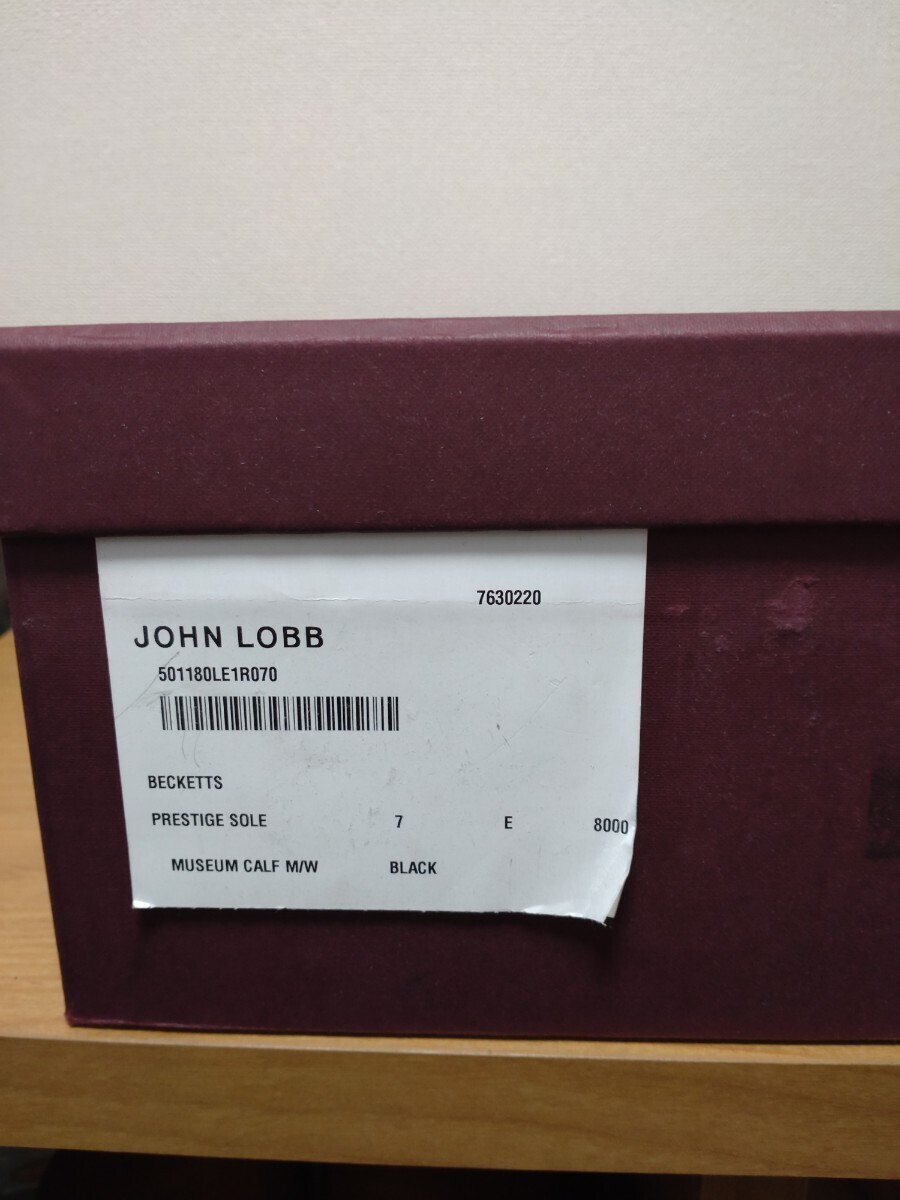 7630220
JOHN LOBB
501180LE1R070
BECKETTS
PRESTIGE SOLE 7 E 8000
MUSEUM CALF M/W BLACK